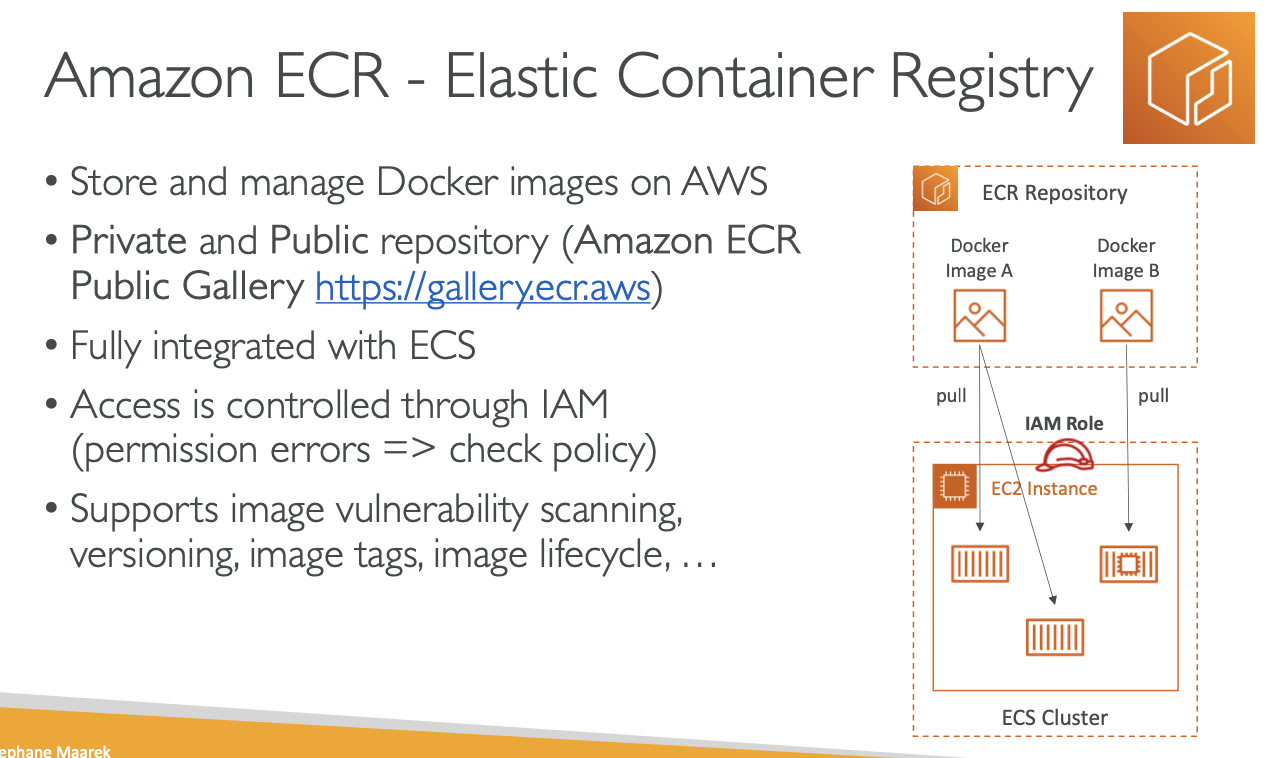 Amazon ECR - Elastic Container Registry
• Store and manage Docker images on AWS
• Private and Public repository (Amazon ECR
Public Gallery https://gallery.ecr.aws)
• Fully integrated with ECS
• Access is controlled through IAM
(permission errors => check policy)
• Supports image vulnerability scanning,
versioning, image tags, image lifecycle, …
ECR Repository
Docker
Image A
Docker
Image B
pull
pull
IAM Role
EC2 Instance
ECS Cluster
ephane Maarek